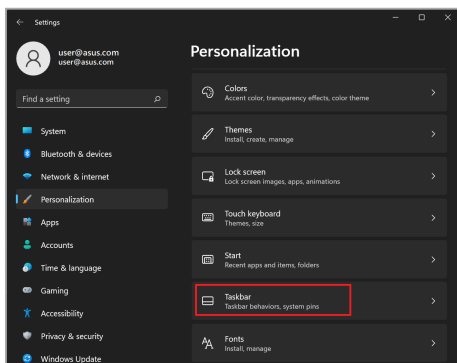 Settings
user@asus.com
user@asus.com
Find a setting
System
Bluetooth & devices
Network & internet
Personalization
Apps
Accounts
Time & language
Gaming
Accessibility
Privacy & security
Windows Update
Personalization
Colors
Accent color, transparency effects, color theme
Themes
Install, create, manage
Lock screen
Lock screen images, apps, animations
Touch keyboard
Themes, size
Start
Recent apps and items, folders
Taskbar
Taskbar behaviors, system pins
Fonts
Install, manage